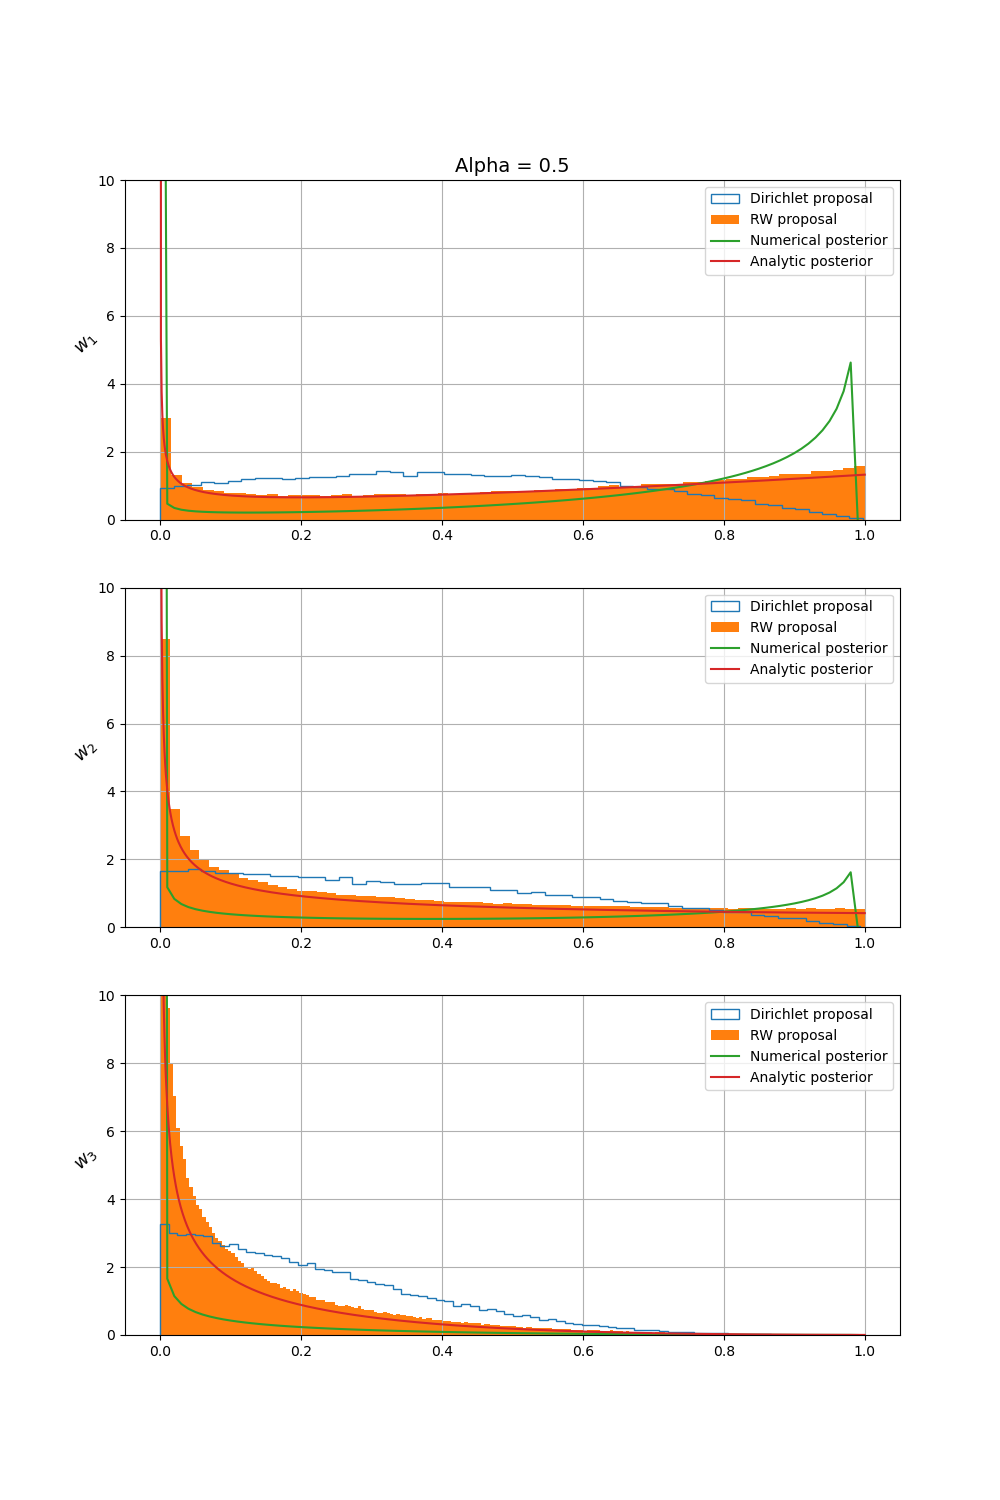 Alpha = 0.5
10
8
6
4
2
0
w1
Dirichlet proposal
RW proposal
Numerical posterior
Analytic posterior
0.0 0.2 0.4 0.6 0.8 1.0
10
8
6
4
2
0
w2
Dirichlet proposal
RW proposal
Numerical posterior
Analytic posterior
0.0 0.2 0.4 0.6 0.8 1.0
10
8
6
4
2
0
w3
Dirichlet proposal
RW proposal
Numerical posterior
Analytic posterior
0.0 0.2 0.4 0.6 0.8 1.0